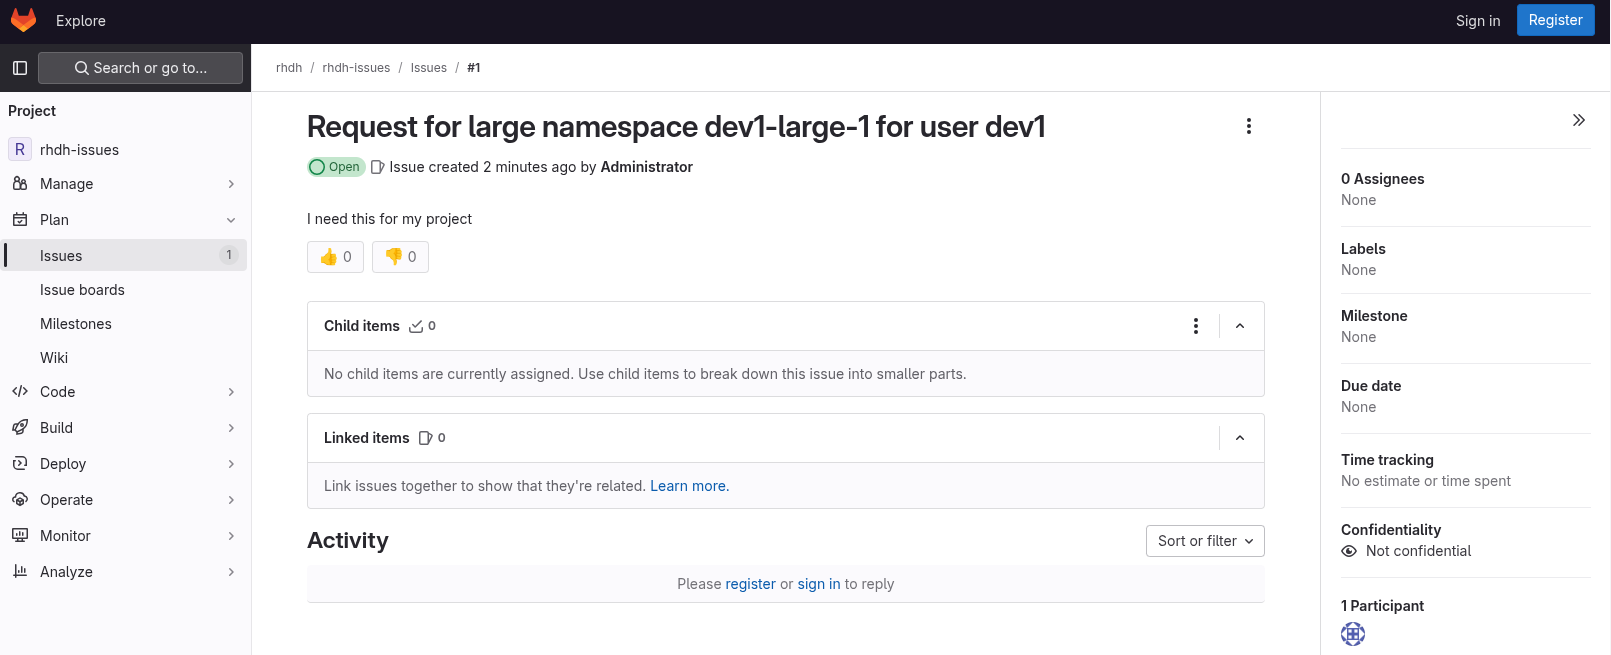 Explore
Sign in
Register
Search or go to...
rhdh / rhdh-issues / Issues / #1
Project
R rhdh-issues
Manage
Plan
Issues 1
Issue boards
Milestones
Wiki
Code
Build
Deploy
Operate
Monitor
Analyze
Request for large namespace dev1-large-1 for user dev1
Open Issue created 2 minutes ago by Administrator
I need this for my project
👍 0 👎 0
Child items 0
No child items are currently assigned. Use child items to break down this issue into smaller parts.
Linked items 0
Link issues together to show that they're related. Learn more.
Activity
Sort or filter
Please register or sign in to reply
0 Assignees
None
Labels
None
Milestone
None
Due date
None
Time tracking
No estimate or time spent
Confidentiality
Not confidential
1 Participant